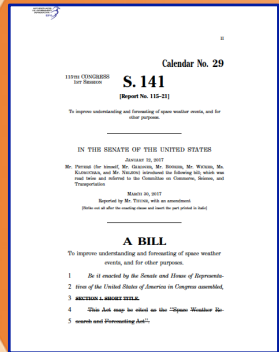 II
Calendar No. 29
115TH CONGRESS
1ST SESSION
S. 141
[Report No. 115–21]
To improve understanding and forecasting of space weather events, and for
other purposes.
IN THE SENATE OF THE UNITED STATES
JANUARY 12, 2017
Mr. PETERS (for himself, Mr. GARDNER, Mr. BOOKER, Mr. WICKER, Ms.
KLOBUCHAR, and Mr. NELSON) introduced the following bill; which was
read twice and referred to the Committee on Commerce, Science, and
Transportation
MARCH 30, 2017
Reported by Mr. THUNE, with an amendment
[Strike out all after the enacting clause and insert the part printed in italic]
A BILL
To improve understanding and forecasting of space weather
events, and for other purposes.
1 Be it enacted by the Senate and House of Representa-
2 tives of the United States of America in Congress assembled,
3 SECTION 1. SHORT TITLE.
4 This Act may be cited as the "Space Weather Re-
5 search and Forecasting Act".